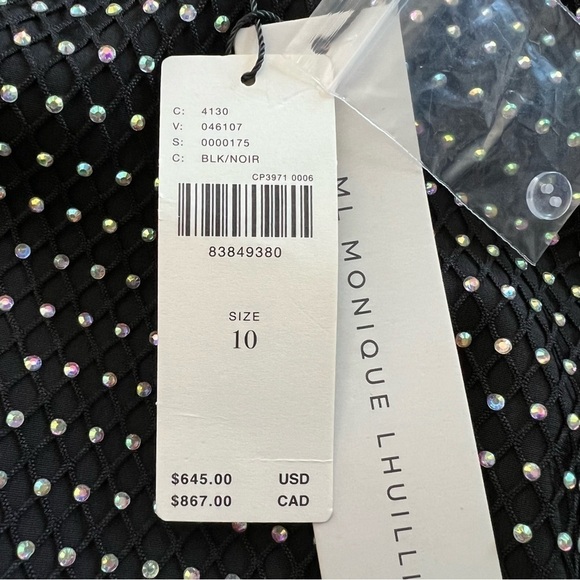 C: 4130
V: 046107
S: 0000175
C: BLK/NOIR
CP3971 0006
83849380
SIZE
10
$645.00 USD
$867.00 CAD
ML MONIQUE LHUILLI